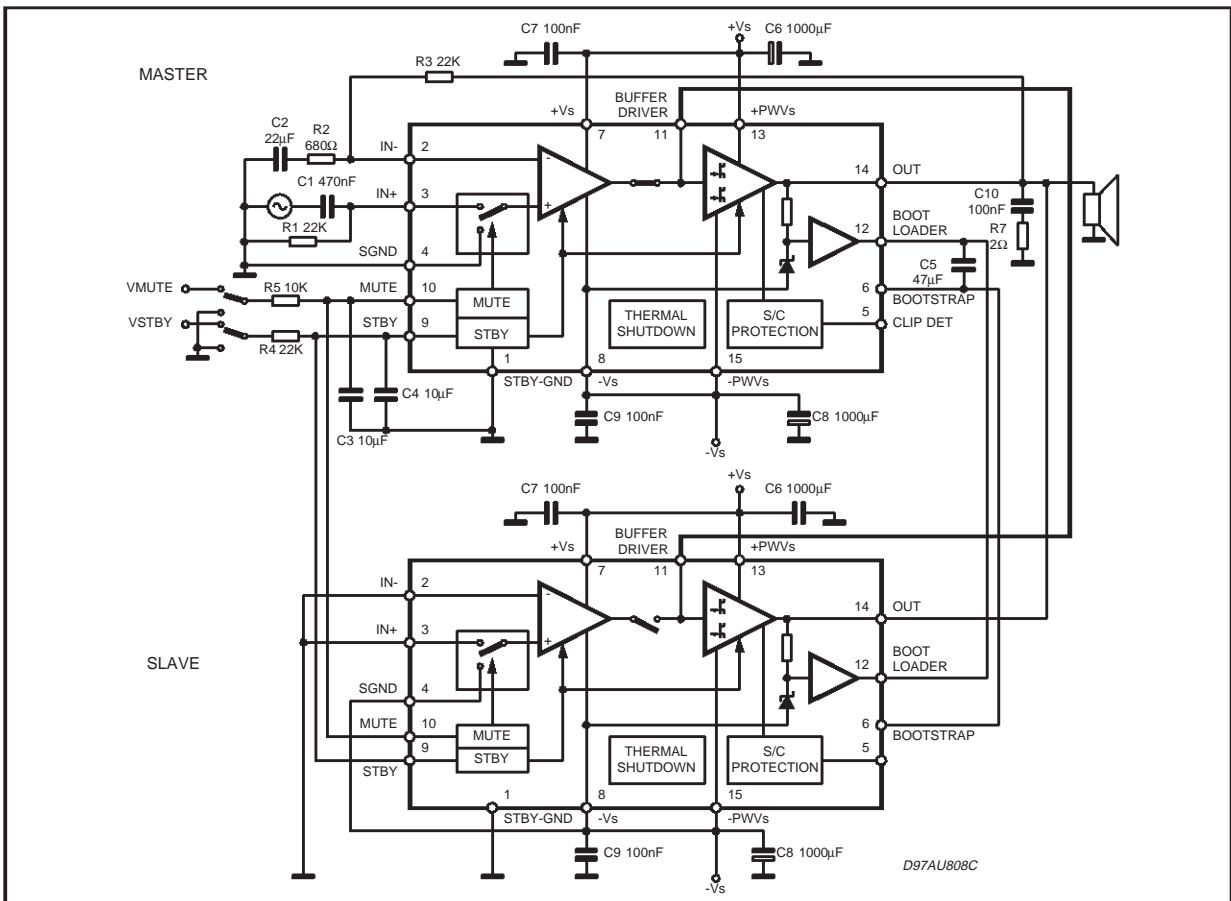 C7 100nF
+Vs
C6 1000μF
MASTER
R3 22K
+Vs
BUFFER
DRIVER
+PWVs
7
11
13
C2
22μF
R2
680Ω
IN-
2
-
14
OUT
C1 470nF
IN+
3
+
C10
100nF
R7
2Ω
R1 22K
SGND
4
12
BOOT
LOADER
C5
47μF
VMUTE
R5 10K
MUTE
10
MUTE
6
BOOTSTRAP
VSTBY
R4 22K
STBY
9
STBY
THERMAL
SHUTDOWN
S/C
PROTECTION
5
CLIP DET
1
8
15
STBY-GND
-Vs
-PWVs
C3 10μF
C4 10μF
C9 100nF
C8 1000μF
-Vs
+Vs
C7 100nF
C6 1000μF
+Vs
BUFFER
DRIVER
+PWVs
7
11
13
IN-
2
-
14
OUT
IN+
3
+
SLAVE
SGND
4
12
BOOT
LOADER
MUTE
10
MUTE
6
BOOTSTRAP
STBY
9
STBY
THERMAL
SHUTDOWN
S/C
PROTECTION
5
1
8
15
STBY-GND
-Vs
-PWVs
C9 100nF
C8 1000μF
-Vs
D97AU808C